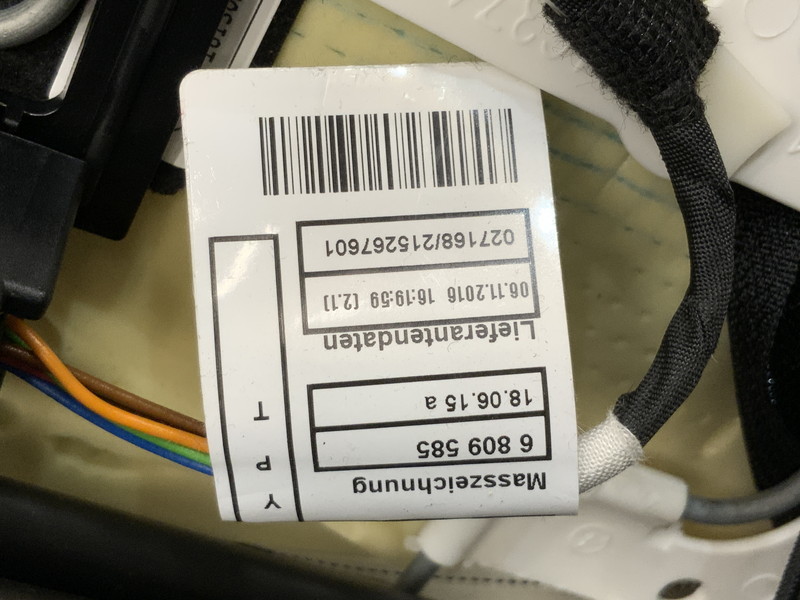 Masszeichnung
6 809 585
18.06.15 a
Lieferantendaten
06.11.2016 16:19:59 [2.1]
027168/215267601
Y P T